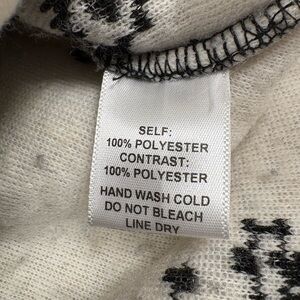 SELF:
100% POLYESTER
CONTRAST:
100% POLYESTER
HAND WASH COLD
DO NOT BLEACH
LINE DRY